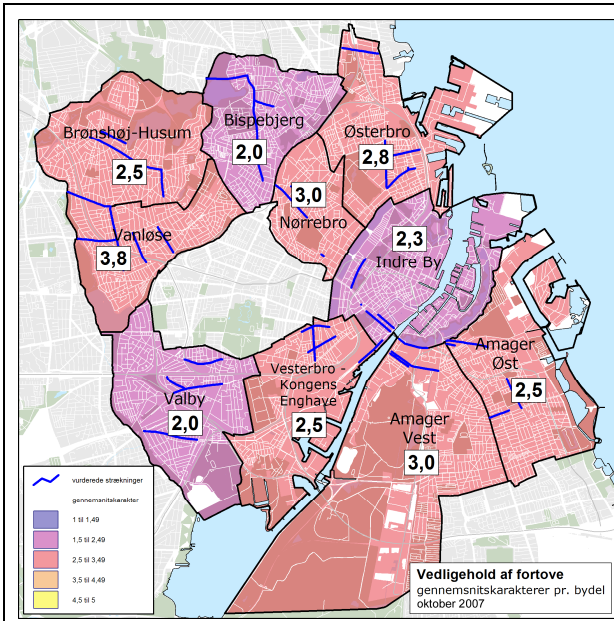 Brønshøj-Husum
2,5
Bispebjerg
2,0
Østerbro
2,8
3,0
Nørrebro
Vanløse
3,8
2,3
Indre By
Amager
Øst
2,5
Valby
2,0
Vesterbro -
Kongens
Enghave
2,5
Amager
Vest
3,0
vurderede strækninger
gennemsnitskarakter
1 til 1,49
1,5 til 2,49
2,5 til 3,49
3,5 til 4,49
4,5 til 5
Vedligehold af fortove
gennemsnitskarakterer pr. bydel
oktober 2007